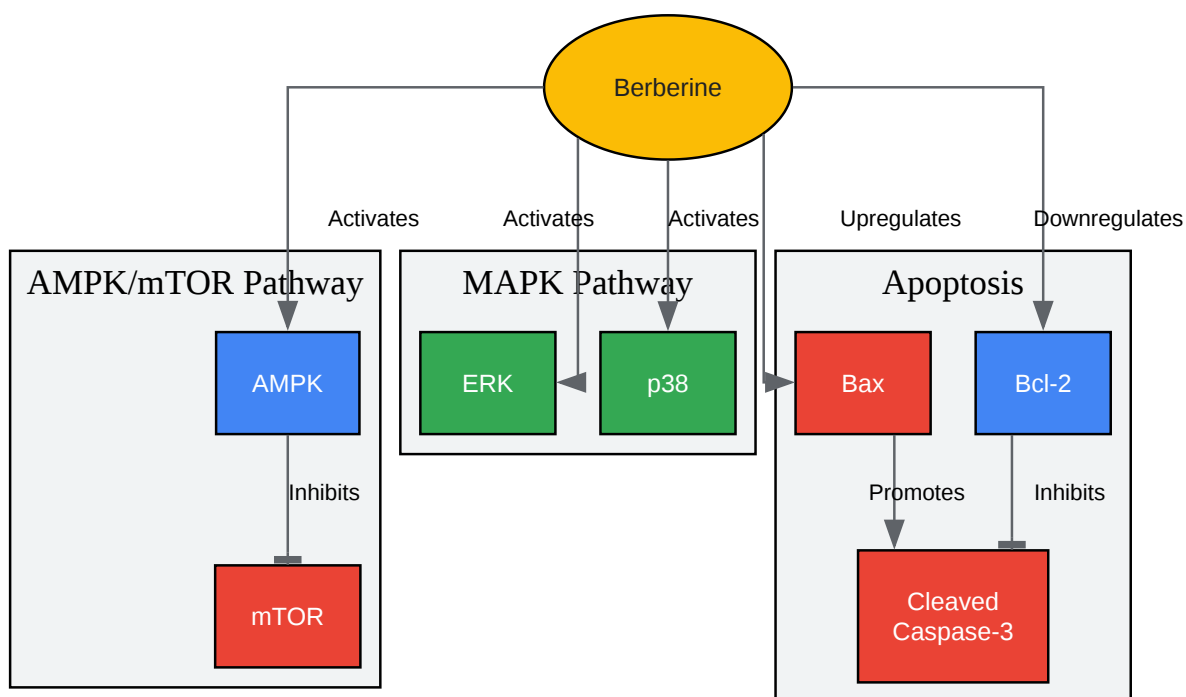 Berberine
Activates
Activates
Activates
Upregulates
Downregulates
AMPK/mTOR Pathway
MAPK Pathway
Apoptosis
AMPK
ERK
p38
Bax
Bcl-2
Inhibits
Promotes
Inhibits
mTOR
Cleaved
Caspase-3